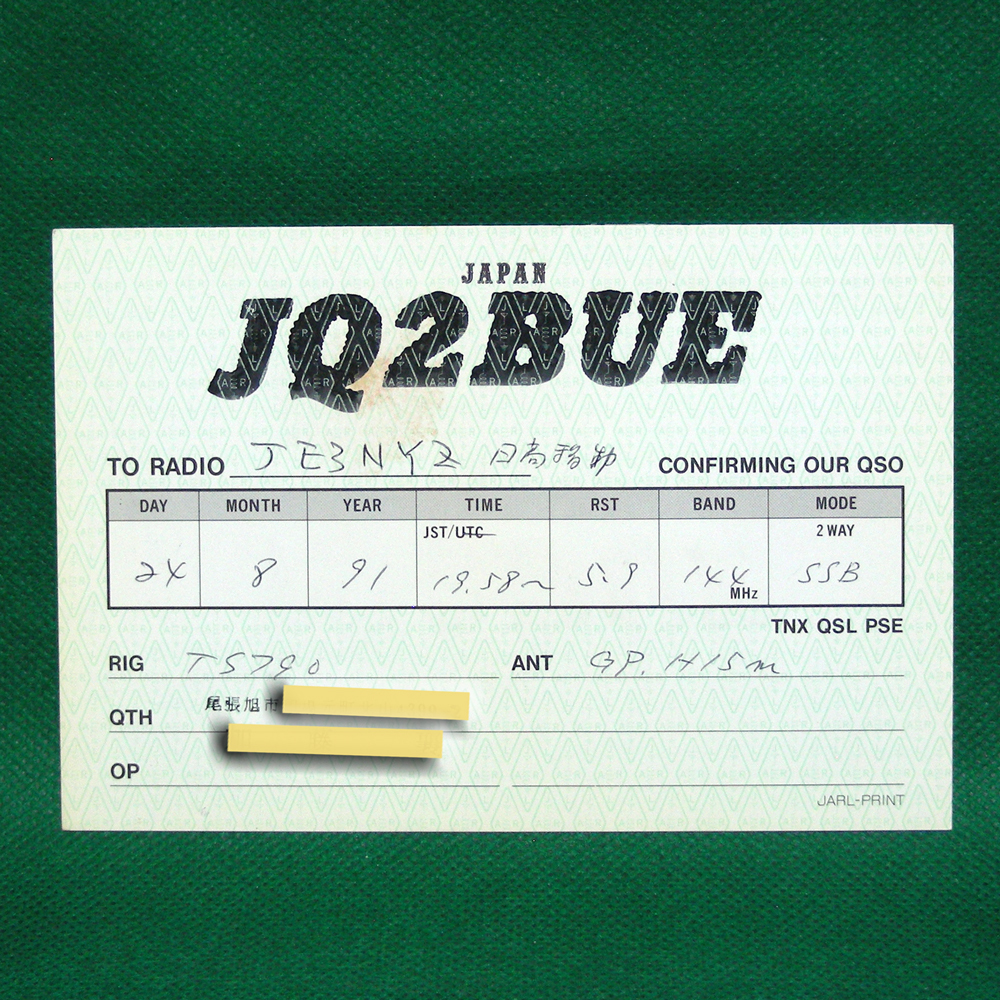 JAPAN
JQ2BUE
TO RADIO JE3NYZ 日高移動 CONFIRMING OUR QSO
DAY MONTH YEAR TIME RST BAND MODE
JST/UTC 2 WAY
24 8 91 19.58~ 5.9 144 SSB
MHz
TNX QSL PSE
RIG TS790 ANT GP. H15m
尾張旭市
QTH
OP
JARL-PRINT